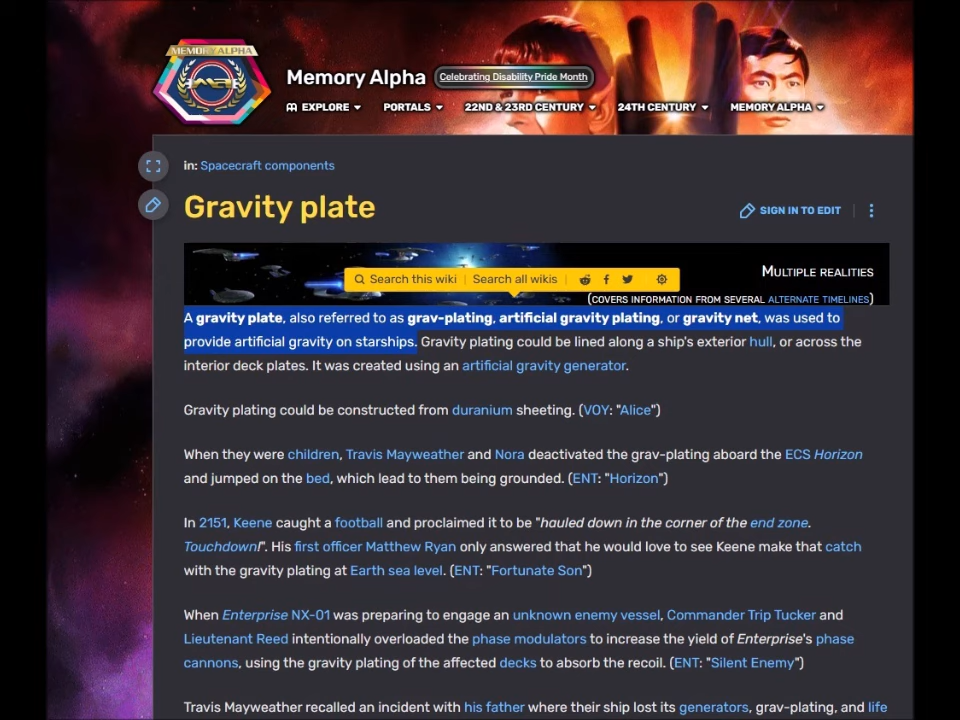 MEMORY ALPHA
Memory Alpha Celebrating Disability Pride Month
EXPLORE PORTALS 22ND & 23RD CENTURY 24TH CENTURY MEMORY ALPHA
in: Spacecraft components
Gravity plate
SIGN IN TO EDIT
MULTIPLE REALITIES
Search this wiki Search all wikis
(COVERS INFORMATION FROM SEVERAL ALTERNATE TIMELINES)
A gravity plate, also referred to as grav-plating, artificial gravity plating, or gravity net, was used to
provide artificial gravity on starships. Gravity plating could be lined along a ship's exterior hull, or across the
interior deck plates. It was created using an artificial gravity generator.
Gravity plating could be constructed from duranium sheeting. (VOY: "Alice")
When they were children, Travis Mayweather and Nora deactivated the grav-plating aboard the ECS Horizon
and jumped on the bed, which lead to them being grounded. (ENT: "Horizon")
In 2151, Keene caught a football and proclaimed it to be "hauled down in the corner of the end zone.
Touchdown!". His first officer Matthew Ryan only answered that he would love to see Keene make that catch
with the gravity plating at Earth sea level. (ENT: "Fortunate Son")
When Enterprise NX-01 was preparing to engage an unknown enemy vessel, Commander Trip Tucker and
Lieutenant Reed intentionally overloaded the phase modulators to increase the yield of Enterprise's phase
cannons, using the gravity plating of the affected decks to absorb the recoil. (ENT: "Silent Enemy")
Travis Mayweather recalled an incident with his father where their ship lost its generators, grav-plating, and life